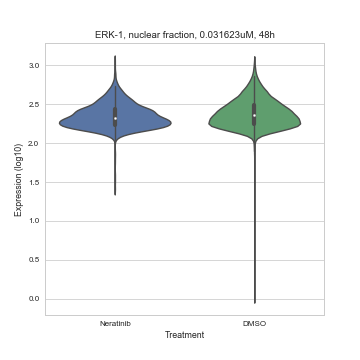 ERK-1, nuclear fraction, 0.031623uM, 48h
3.0
2.5
2.0
1.5
1.0
0.5
0.0
Expression (log10)
Neratinib DMSO
Treatment